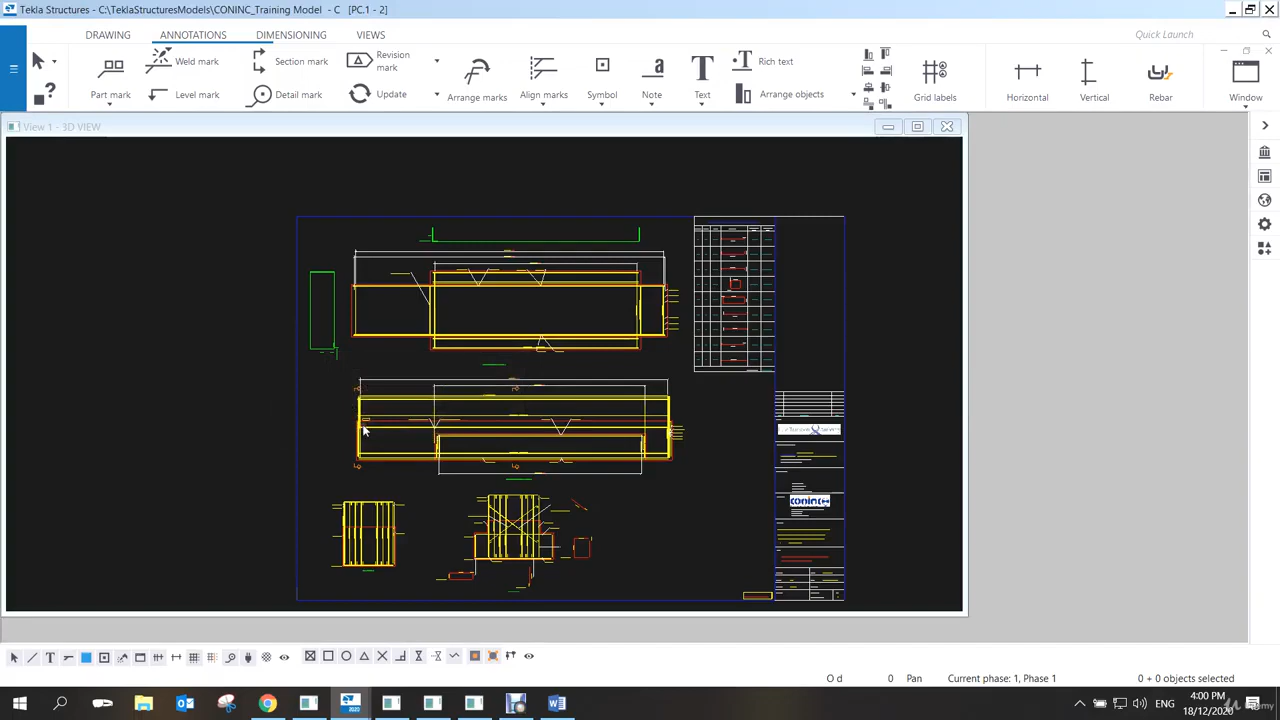 Tekla Structures - C:\TeklaStructuresModels\CONINC_Training Model - C [PC.1 - 2]
DRAWING ANNOTATIONS DIMENSIONING VIEWS Quick Launch
Weld mark Section mark Revision mark Rich text
Part mark Detail mark Update Arrange marks Align marks Symbol Note Text Arrange objects Grid labels Horizontal Vertical Rebar Window
View 1 - 3D VIEW
coninc
O d 0 Pan Current phase: 1, Phase 1 0 + 0 objects selected
4:00 PM
ENG
18/12/2020
Udemy